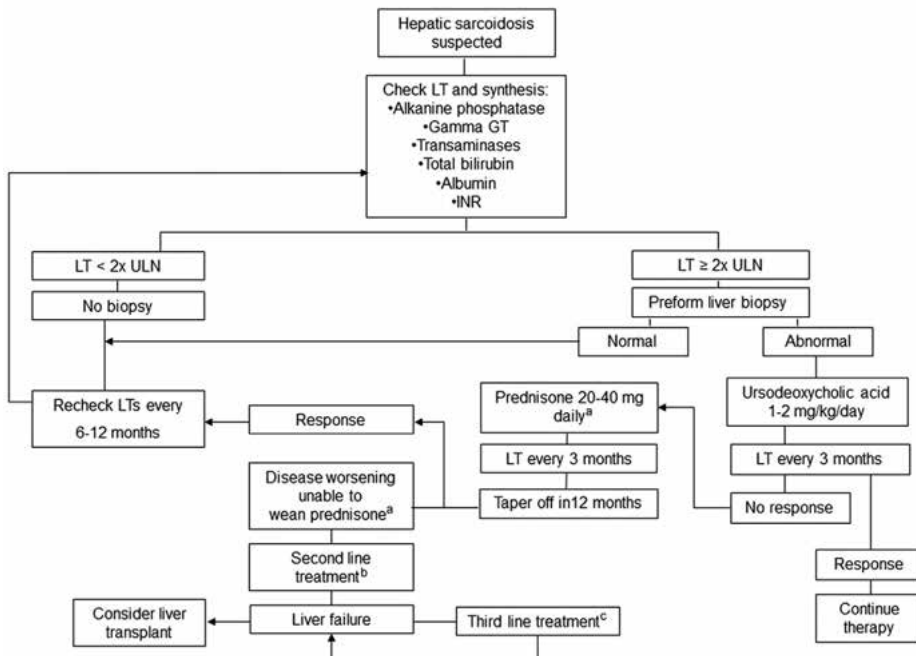 Hepatic sarcoidosis
suspected
Check LT and synthesis:
•Alkanine phosphatase
•Gamma GT
•Transaminases
•Total bilirubin
•Albumin
•INR
LT < 2x ULN
LT ≥ 2x ULN
No biopsy
Preform liver biopsy
Normal
Abnormal
Recheck LTs every
6-12 months
Response
Prednisone 20-40 mg
daily^a
Ursodeoxycholic acid
1-2 mg/kg/day
LT every 3 months
LT every 3 months
Disease worsening
unable to
wean prednisone^a
Taper off in12 months
No response
Second line
treatment^b
Response
Consider liver
transplant
Liver failure
Third line treatment^c
Continue
therapy